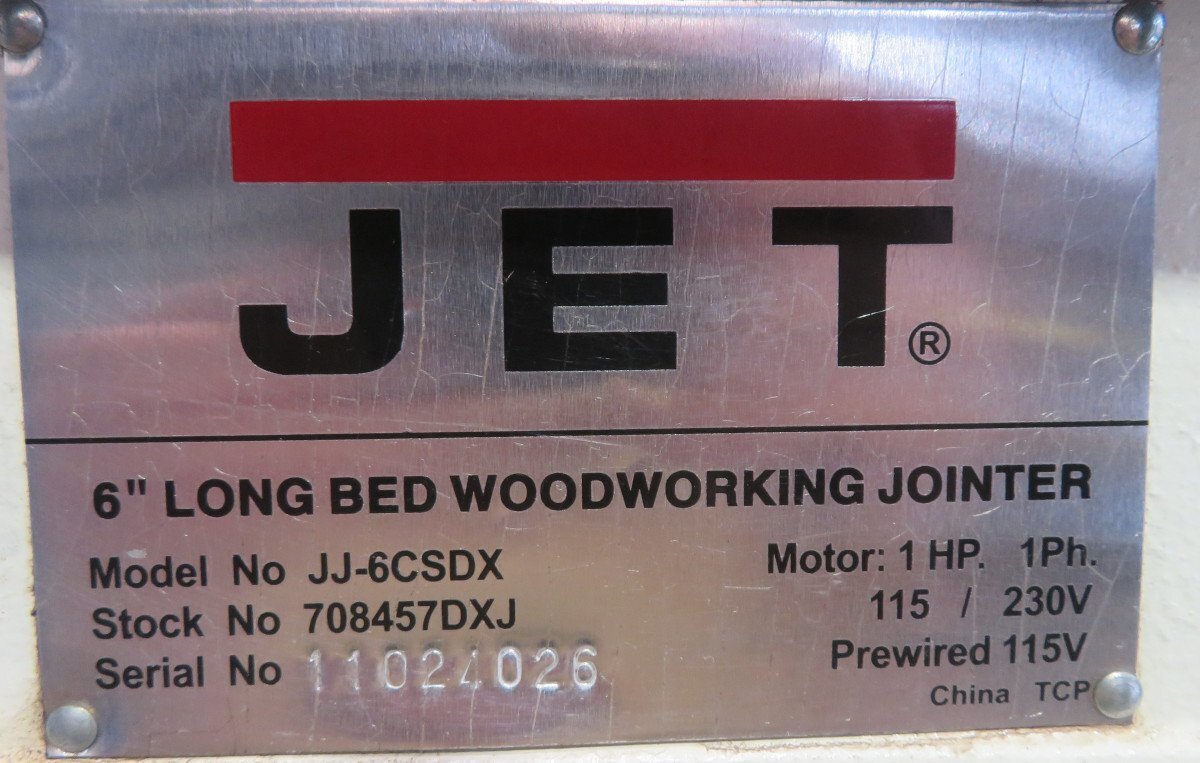 JET®
6" LONG BED WOODWORKING JOINTER
Model No JJ-6CSDX
Stock No 708457DXJ
Serial No 11024026
Motor: 1 HP. 1Ph.
115 / 230V
Prewired 115V
China TCP